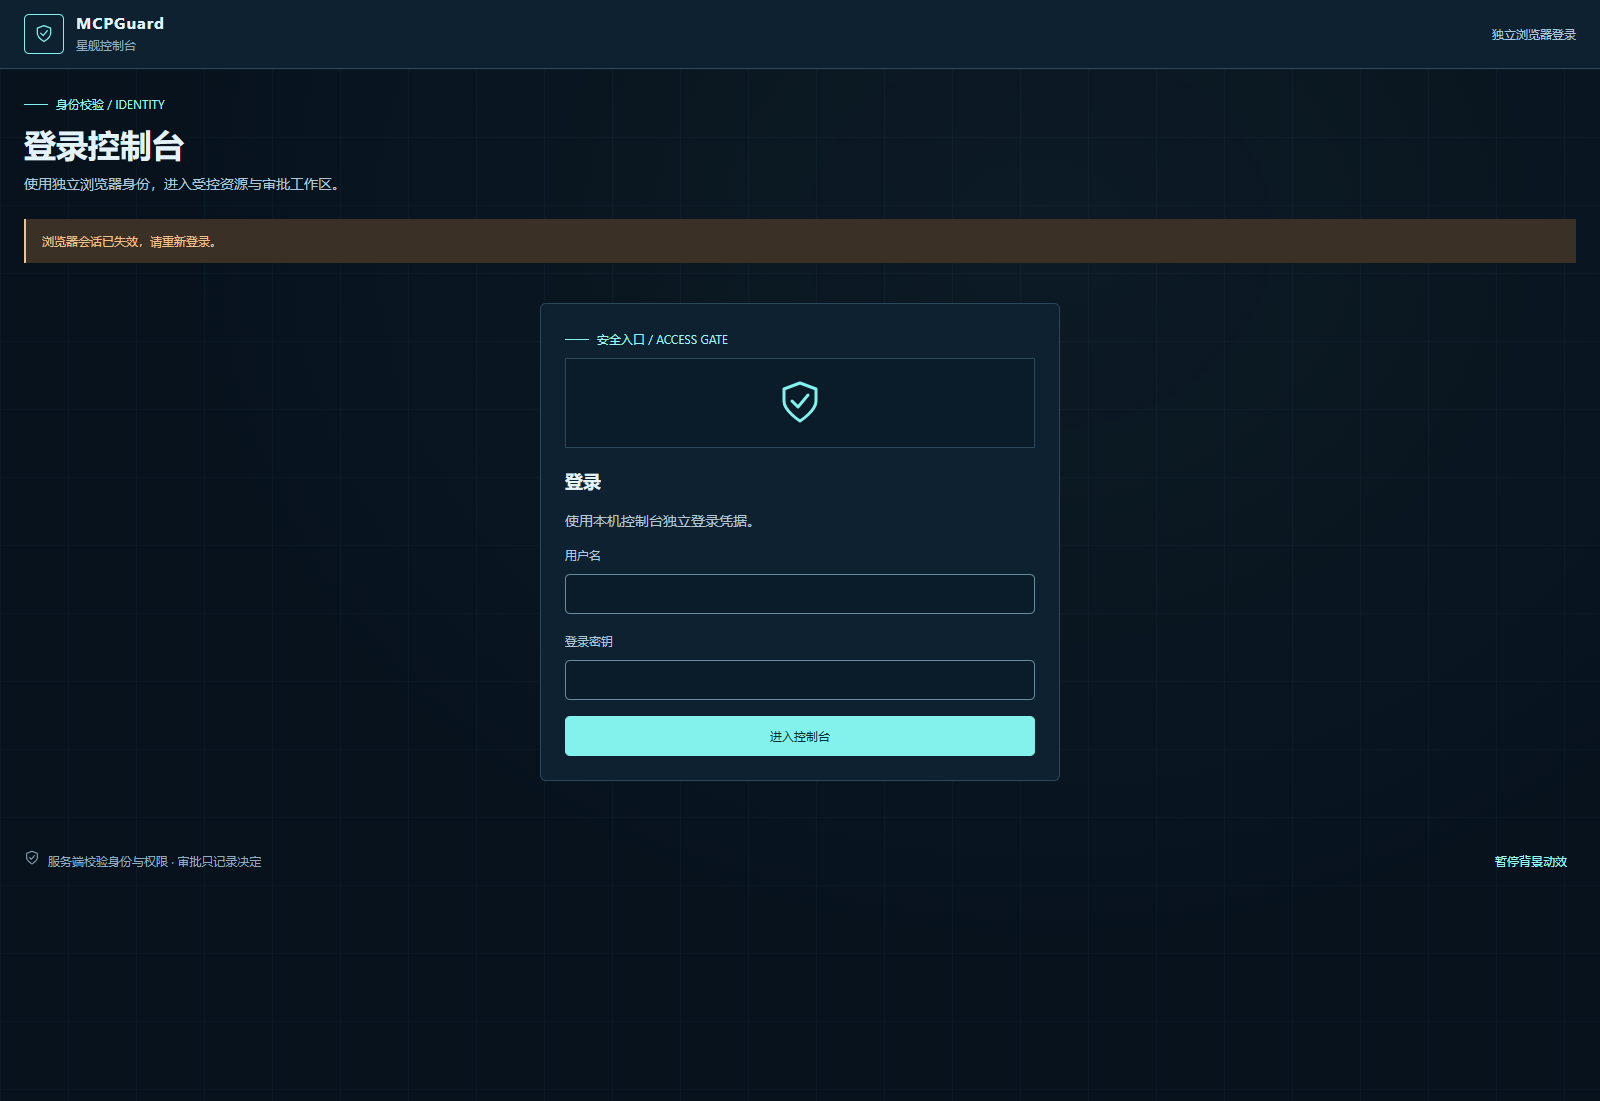 MCPGuard
星舰控制台
独立浏览器登录
身份校验 / IDENTITY
登录控制台
使用独立浏览器身份，进入受控资源与审批工作区。
浏览器会话已失效，请重新登录。
安全入口 / ACCESS GATE
登录
使用本机控制台独立登录凭据。
用户名
登录密钥
进入控制台
服务端校验身份与权限 · 审批只记录决定
暂停背景动效